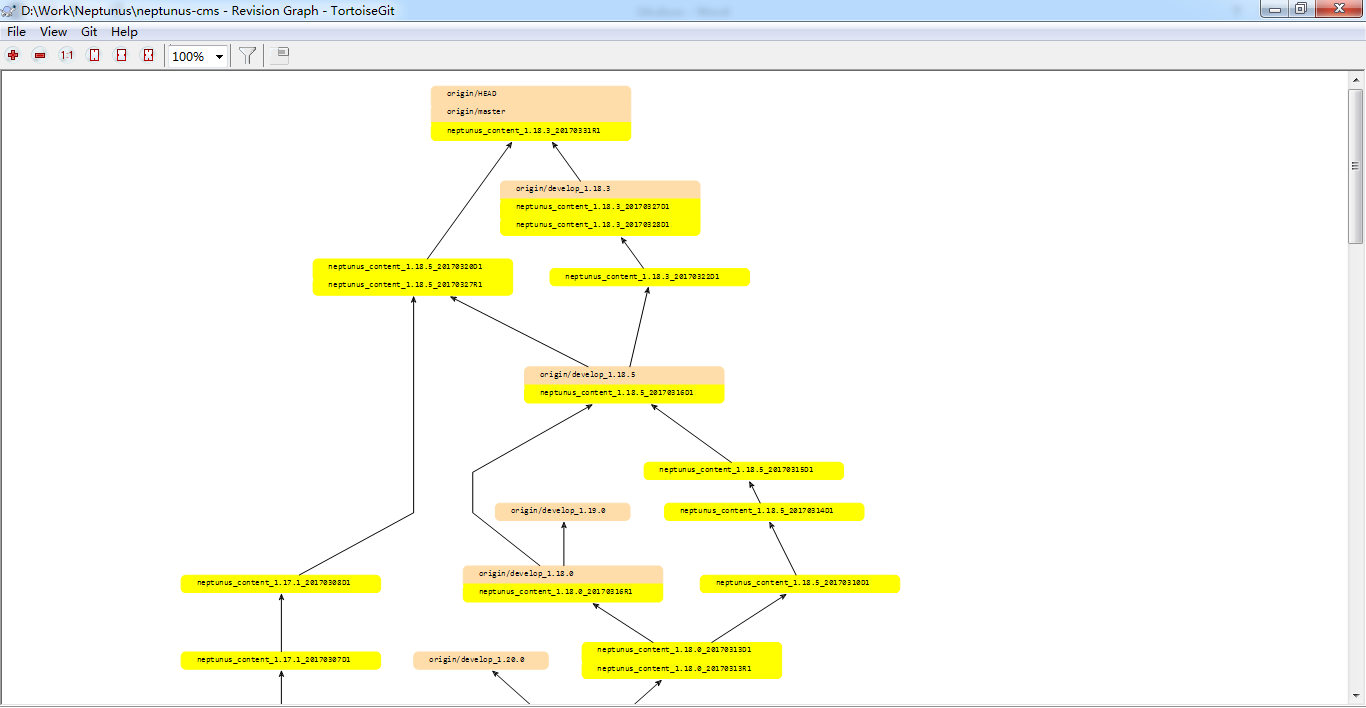 D:\Work\Neptunus\neptunus-cms - Revision Graph - TortoiseGit
File View Git Help
1:1 100%
origin/HEAD
origin/master
neptunus_content_1.18.3_20170331R1
origin/develop_1.18.3
neptunus_content_1.18.3_20170327D1
neptunus_content_1.18.3_20170328D1
neptunus_content_1.18.5_20170320D1
neptunus_content_1.18.5_20170327R1
neptunus_content_1.18.3_20170322D1
origin/develop_1.18.5
neptunus_content_1.18.5_20170316D1
neptunus_content_1.18.5_20170315D1
origin/develop_1.19.0
neptunus_content_1.18.5_20170314D1
neptunus_content_1.17.1_20170308D1
origin/develop_1.18.0
neptunus_content_1.18.0_20170316R1
neptunus_content_1.18.5_20170310D1
neptunus_content_1.17.1_20170307D1
origin/develop_1.20.0
neptunus_content_1.18.0_20170313D1
neptunus_content_1.18.0_20170313R1